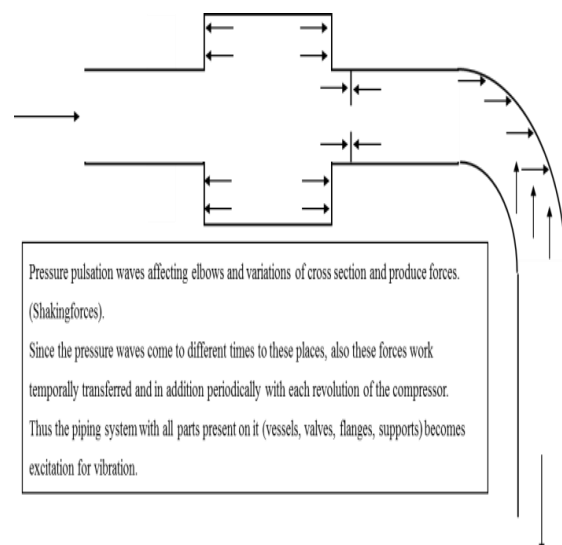 Pressure pulsation waves affecting elbows and variations of cross section and produce forces.
(Shakingforces).
Since the pressure waves come to different times to these places, also these forces work
temporally transferred and in addition periodically with each revolution of the compressor.
Thus the piping system with all parts present on it (vessels, valves, flanges, supports) becomes
excitation for vibration.